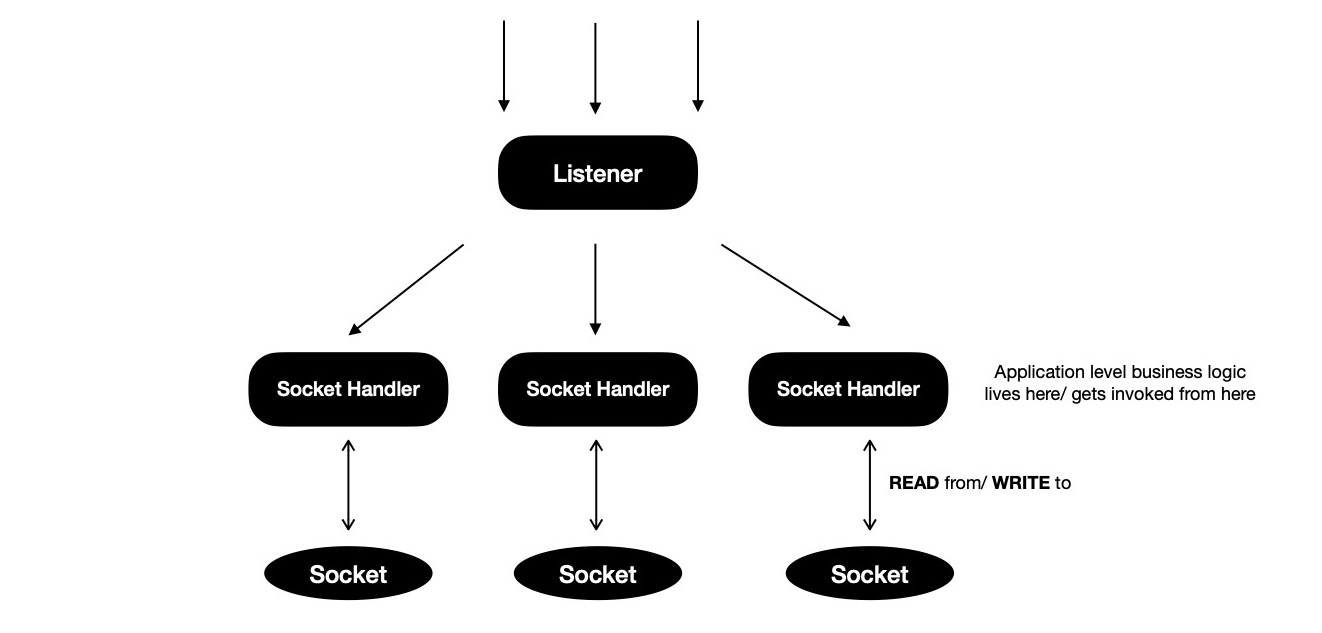 Listener
Socket Handler
Socket Handler
Socket Handler
Application level business logic
lives here/ gets invoked from here
READ from/ WRITE to
Socket
Socket
Socket